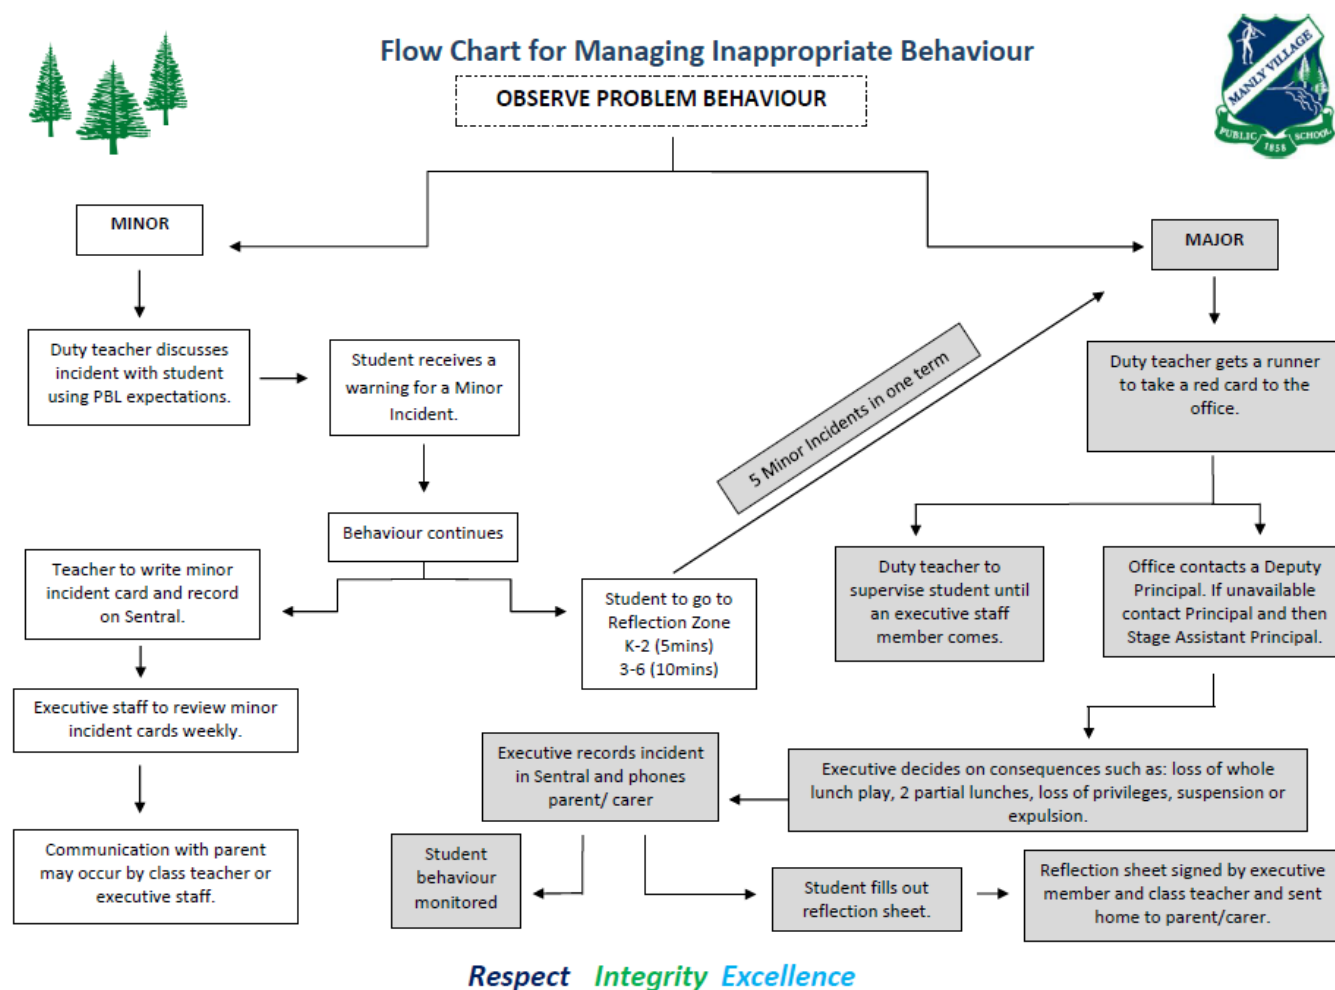 Flow Chart for Managing Inappropriate Behaviour
OBSERVE PROBLEM BEHAVIOUR
MANLY VILLAGE
PUBLIC SCHOOL
1858
MINOR
MAJOR
Duty teacher discusses
incident with student
using PBL expectations.
Student receives a
warning for a Minor
Incident.
5 Minor Incidents in one term
Duty teacher gets a runner
to take a red card to the
office.
Behaviour continues
Teacher to write minor
incident card and record
on Sentral.
Student to go to
Reflection Zone
K-2 (5mins)
3-6 (10mins)
Duty teacher to
supervise student until
an executive staff
member comes.
Office contacts a Deputy
Principal. If unavailable
contact Principal and then
Stage Assistant Principal.
Executive staff to review minor
incident cards weekly.
Executive records incident
in Sentral and phones
parent/ carer
Executive decides on consequences such as: loss of whole
lunch play, 2 partial lunches, loss of privileges, suspension or
expulsion.
Communication with parent
may occur by class teacher or
executive staff.
Student
behaviour
monitored
Student fills out
reflection sheet.
Reflection sheet signed by executive
member and class teacher and sent
home to parent/carer.
Respect Integrity Excellence